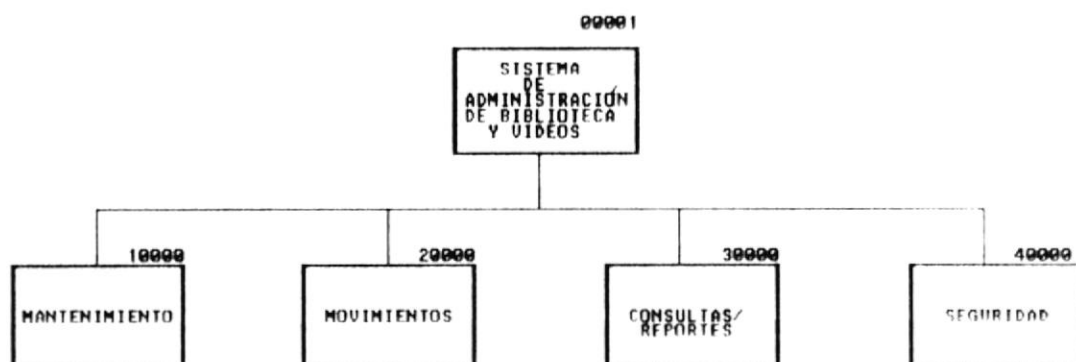 00001
SISTEMA
DE
ADMINISTRACIÓN
DE BIBLIOTECA
Y VIDEOS
10000
20000
30000
40000
MANTENIMIENTO
MOVIMIENTOS
CONSULTAS/
REPORTES
SEGURIDAD